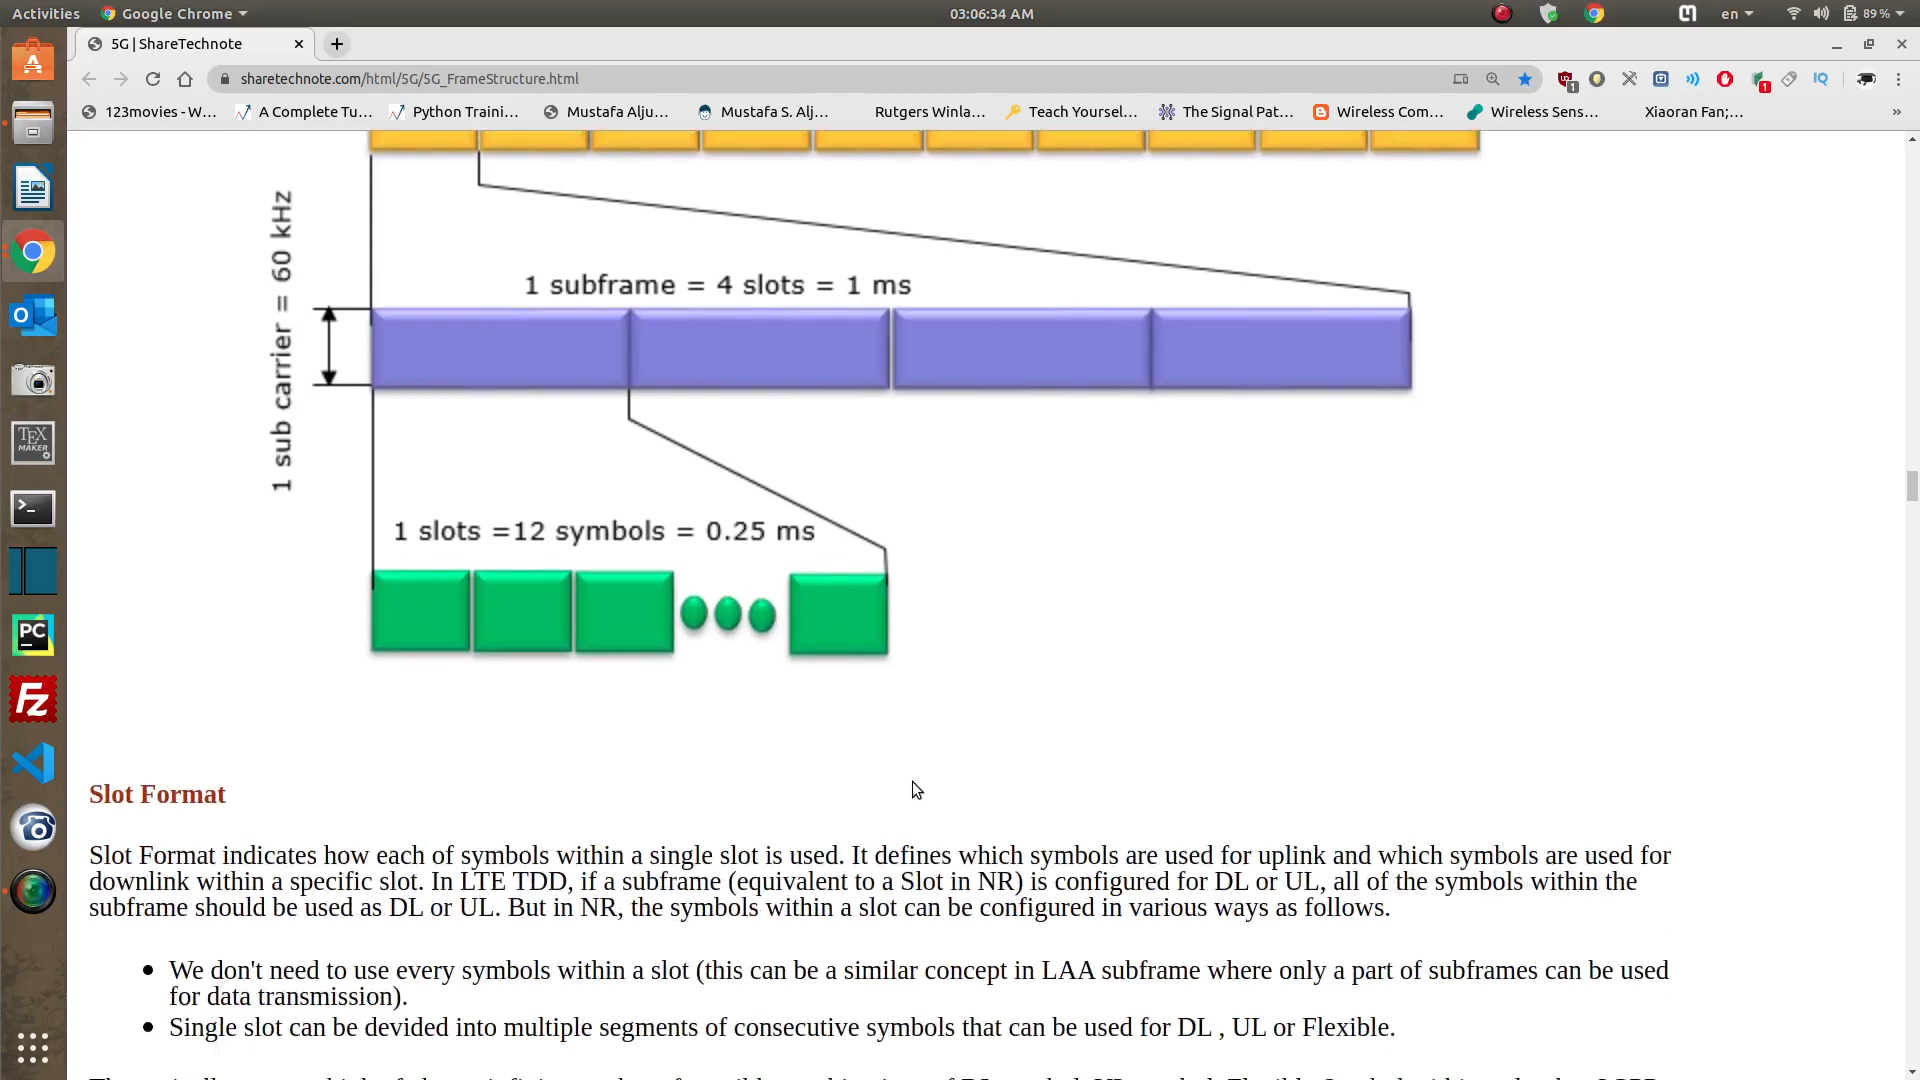 Activities
Google Chrome
03:06:34 AM
en
89 %
5G | ShareTechnote
sharetechnote.com/html/5G/5G_FrameStructure.html
1
1
IQ
123movies - W...
A Complete Tu...
Python Traini...
Mustafa Alju...
Mustafa S. Alj...
Rutgers Winla...
Teach Yoursel...
The Signal Pat...
Wireless Com...
Wireless Sens...
Xiaoran Fan;...
»
TEX
MAKER
PC
Fz
1 sub carrier = 60 kHz
1 subframe = 4 slots = 1 ms
1 slots =12 symbols = 0.25 ms
Slot Format
Slot Format indicates how each of symbols within a single slot is used. It defines which symbols are used for uplink and which symbols are used for
downlink within a specific slot. In LTE TDD, if a subframe (equivalent to a Slot in NR) is configured for DL or UL, all of the symbols within the
subframe should be used as DL or UL. But in NR, the symbols within a slot can be configured in various ways as follows.
We don't need to use every symbols within a slot (this can be a similar concept in LAA subframe where only a part of subframes can be used
for data transmission).
Single slot can be devided into multiple segments of consecutive symbols that can be used for DL , UL or Flexible.